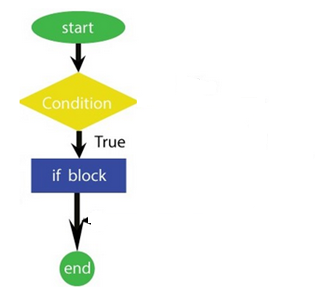 start
Condition
True
if block
end